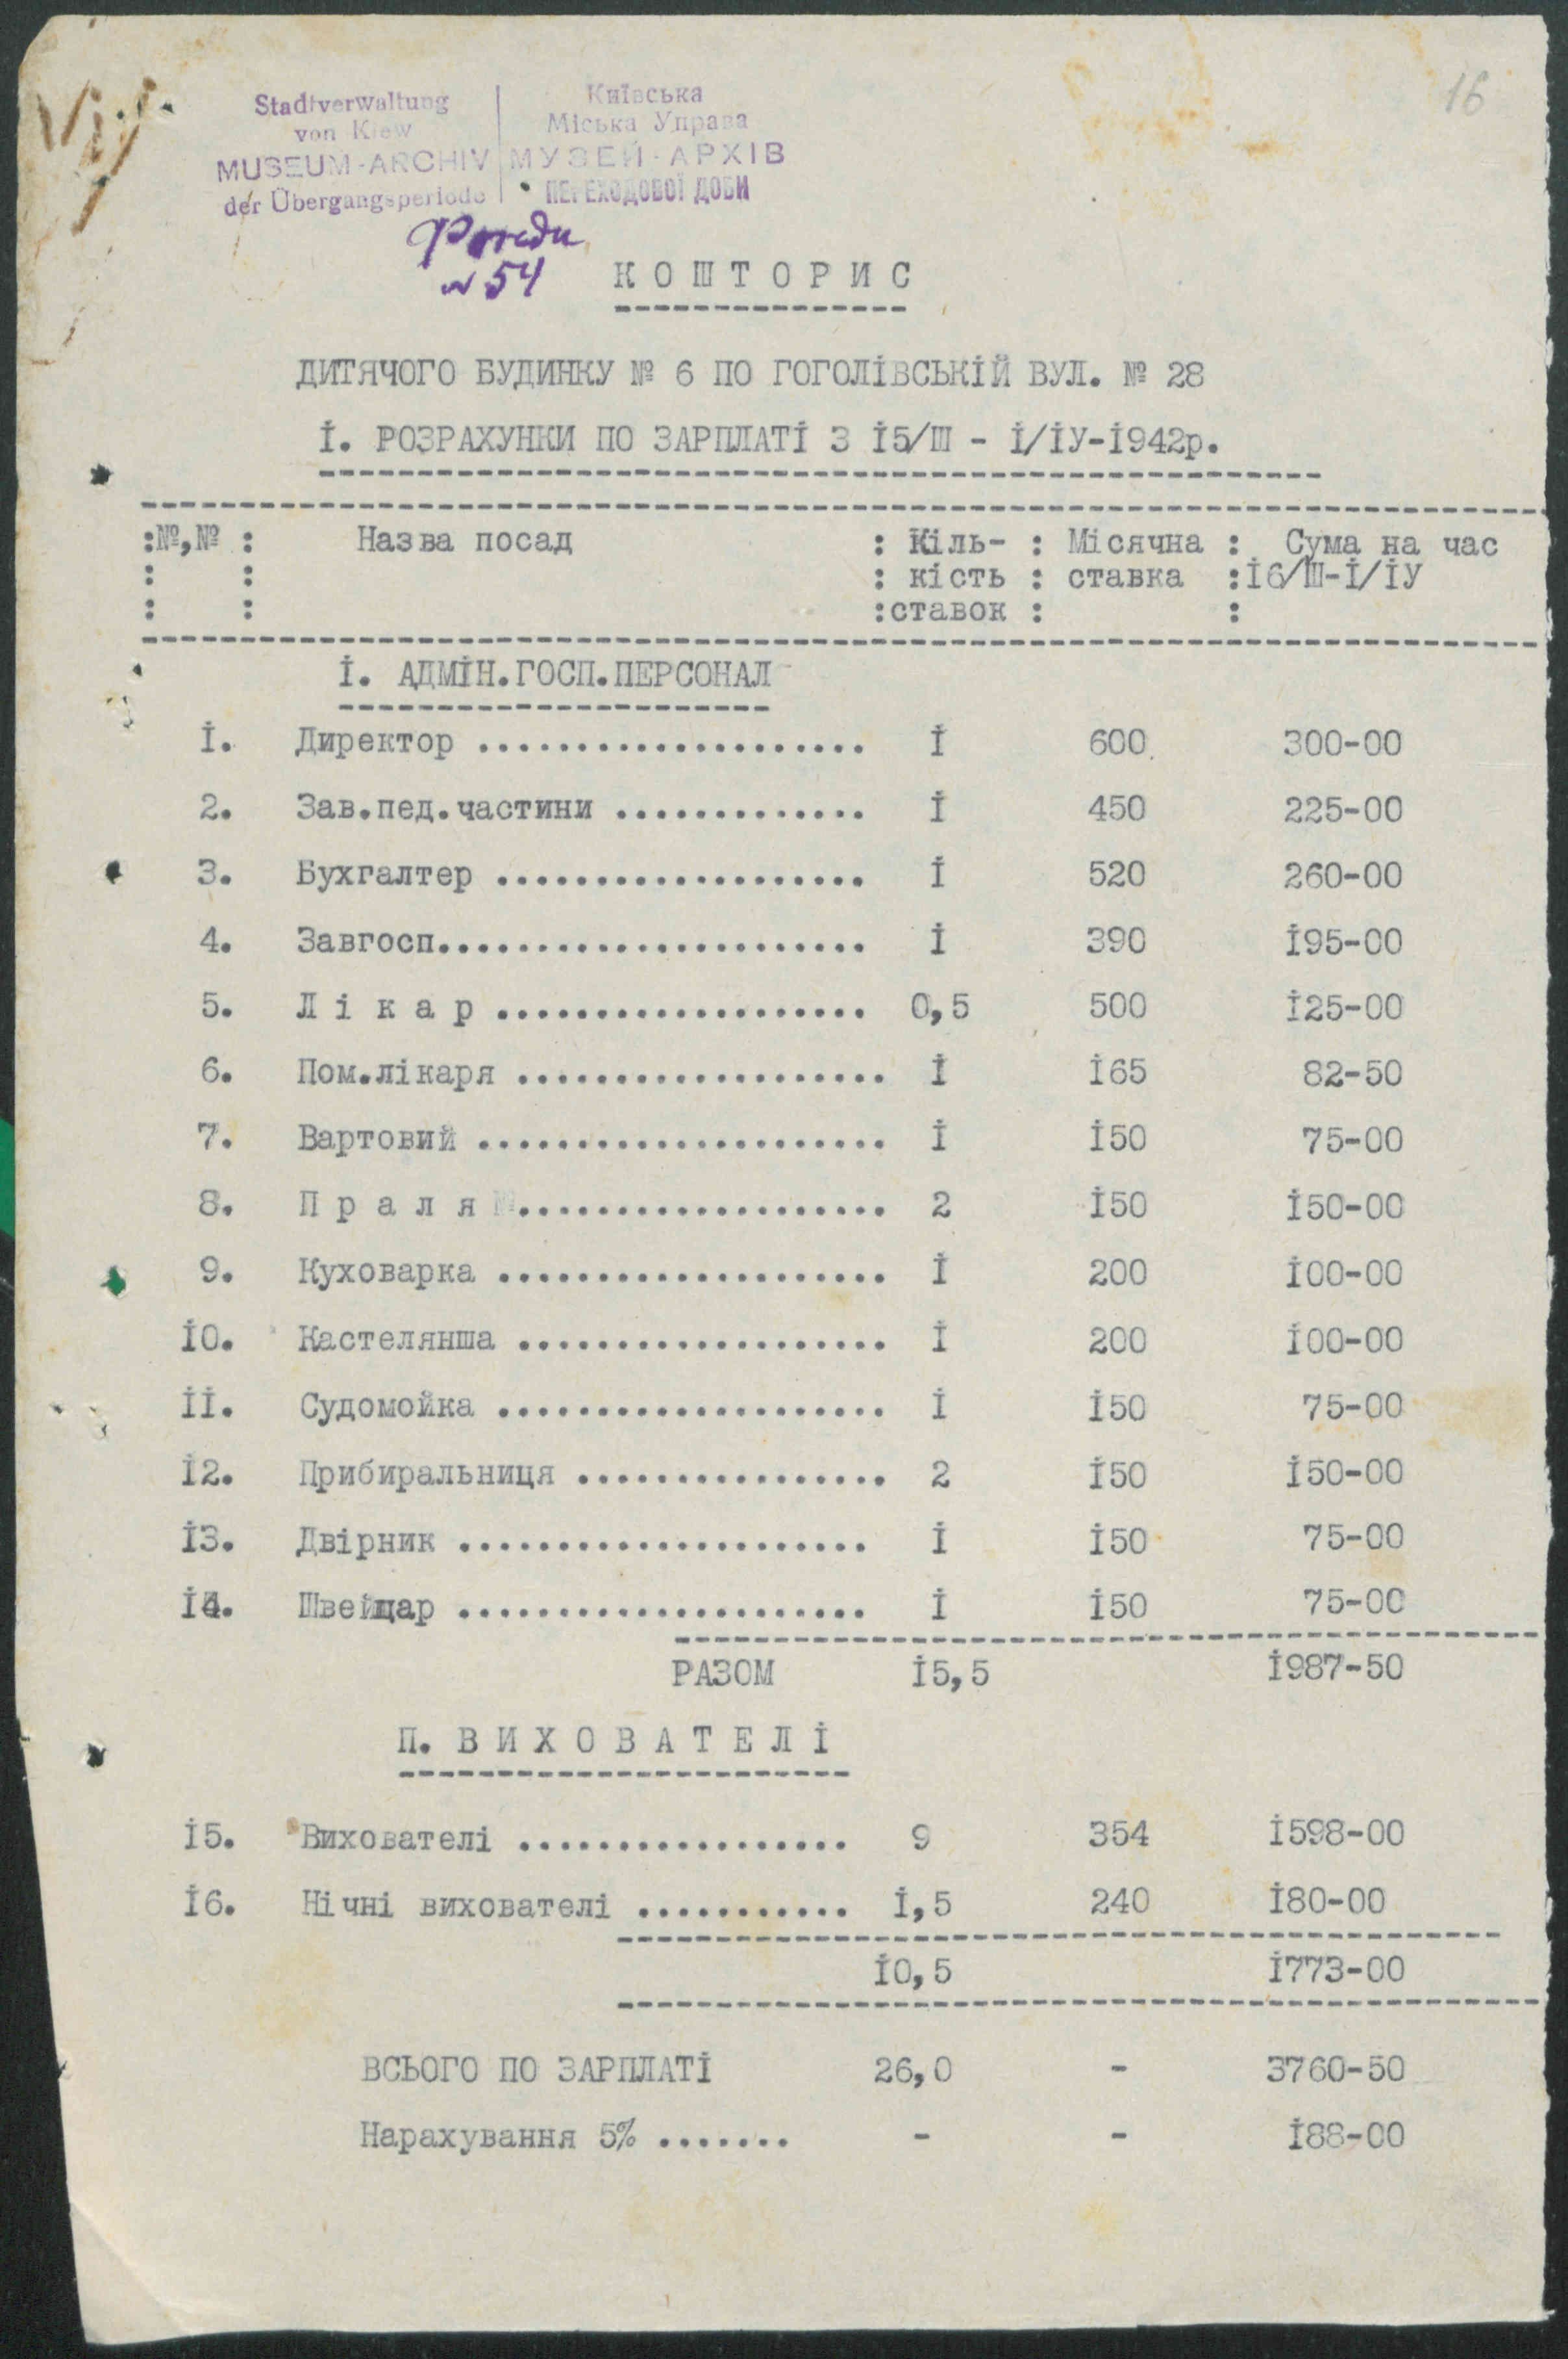 16
Stadtverwaltung
von Kiew
MUSEUM-ARCHIV
der Übergangsperiode
Київська
Міська Управа
МУЗЕЙ-АРХІВ
ПЕРЕХОДОВОЇ ДОБИ
№ 54
КОШТОРИС
ДИТЯЧОГО БУДИНКУ № 6 ПО ГОГОЛІВСЬКІЙ ВУЛ. № 28
І. РОЗРАХУНКИ ПО ЗАРПЛАТІ З І5/Ш - І/ІУ-І942р.
:№,№ : Назва посад : Кіль- : Місячна : Сума на час
: : : кість : ставка :І6/Ш-І/ІУ
: : :ставок : :
І. АДМІН.ГОСП.ПЕРСОНАЛ
І. Директор .................... І 600 300-00
2. Зав.пед.частини ............. І 450 225-00
3. Бухгалтер ................... І 520 260-00
4. Завгосп...................... І 390 І95-00
5. Л і к а р ................... 0,5 500 І25-00
6. Пом.лікаря ................... І І65 82-50
7. Вартовий ..................... І І50 75-00
8. П р а л я ................... 2 І50 І50-00
9. Куховарка .................... І 200 І00-00
І0. Кастелянша ................... І 200 І00-00
ІІ. Судомойка .................... І І50 75-00
І2. Прибиральниця ................ 2 І50 І50-00
І3. Двірник ..................... І І50 75-00
І4. Швейцар ..................... І І50 75-00
РАЗОМ І5,5 І987-50
П. В И Х О В А Т Е Л І
І5. Вихователі ................. 9 354 І598-00
І6. Нічні вихователі ........... І,5 240 І80-00
І0,5 І773-00
ВСЬОГО ПО ЗАРПЛАТІ 26,0 - 3760-50
Нарахування 5% ....... - - І88-00